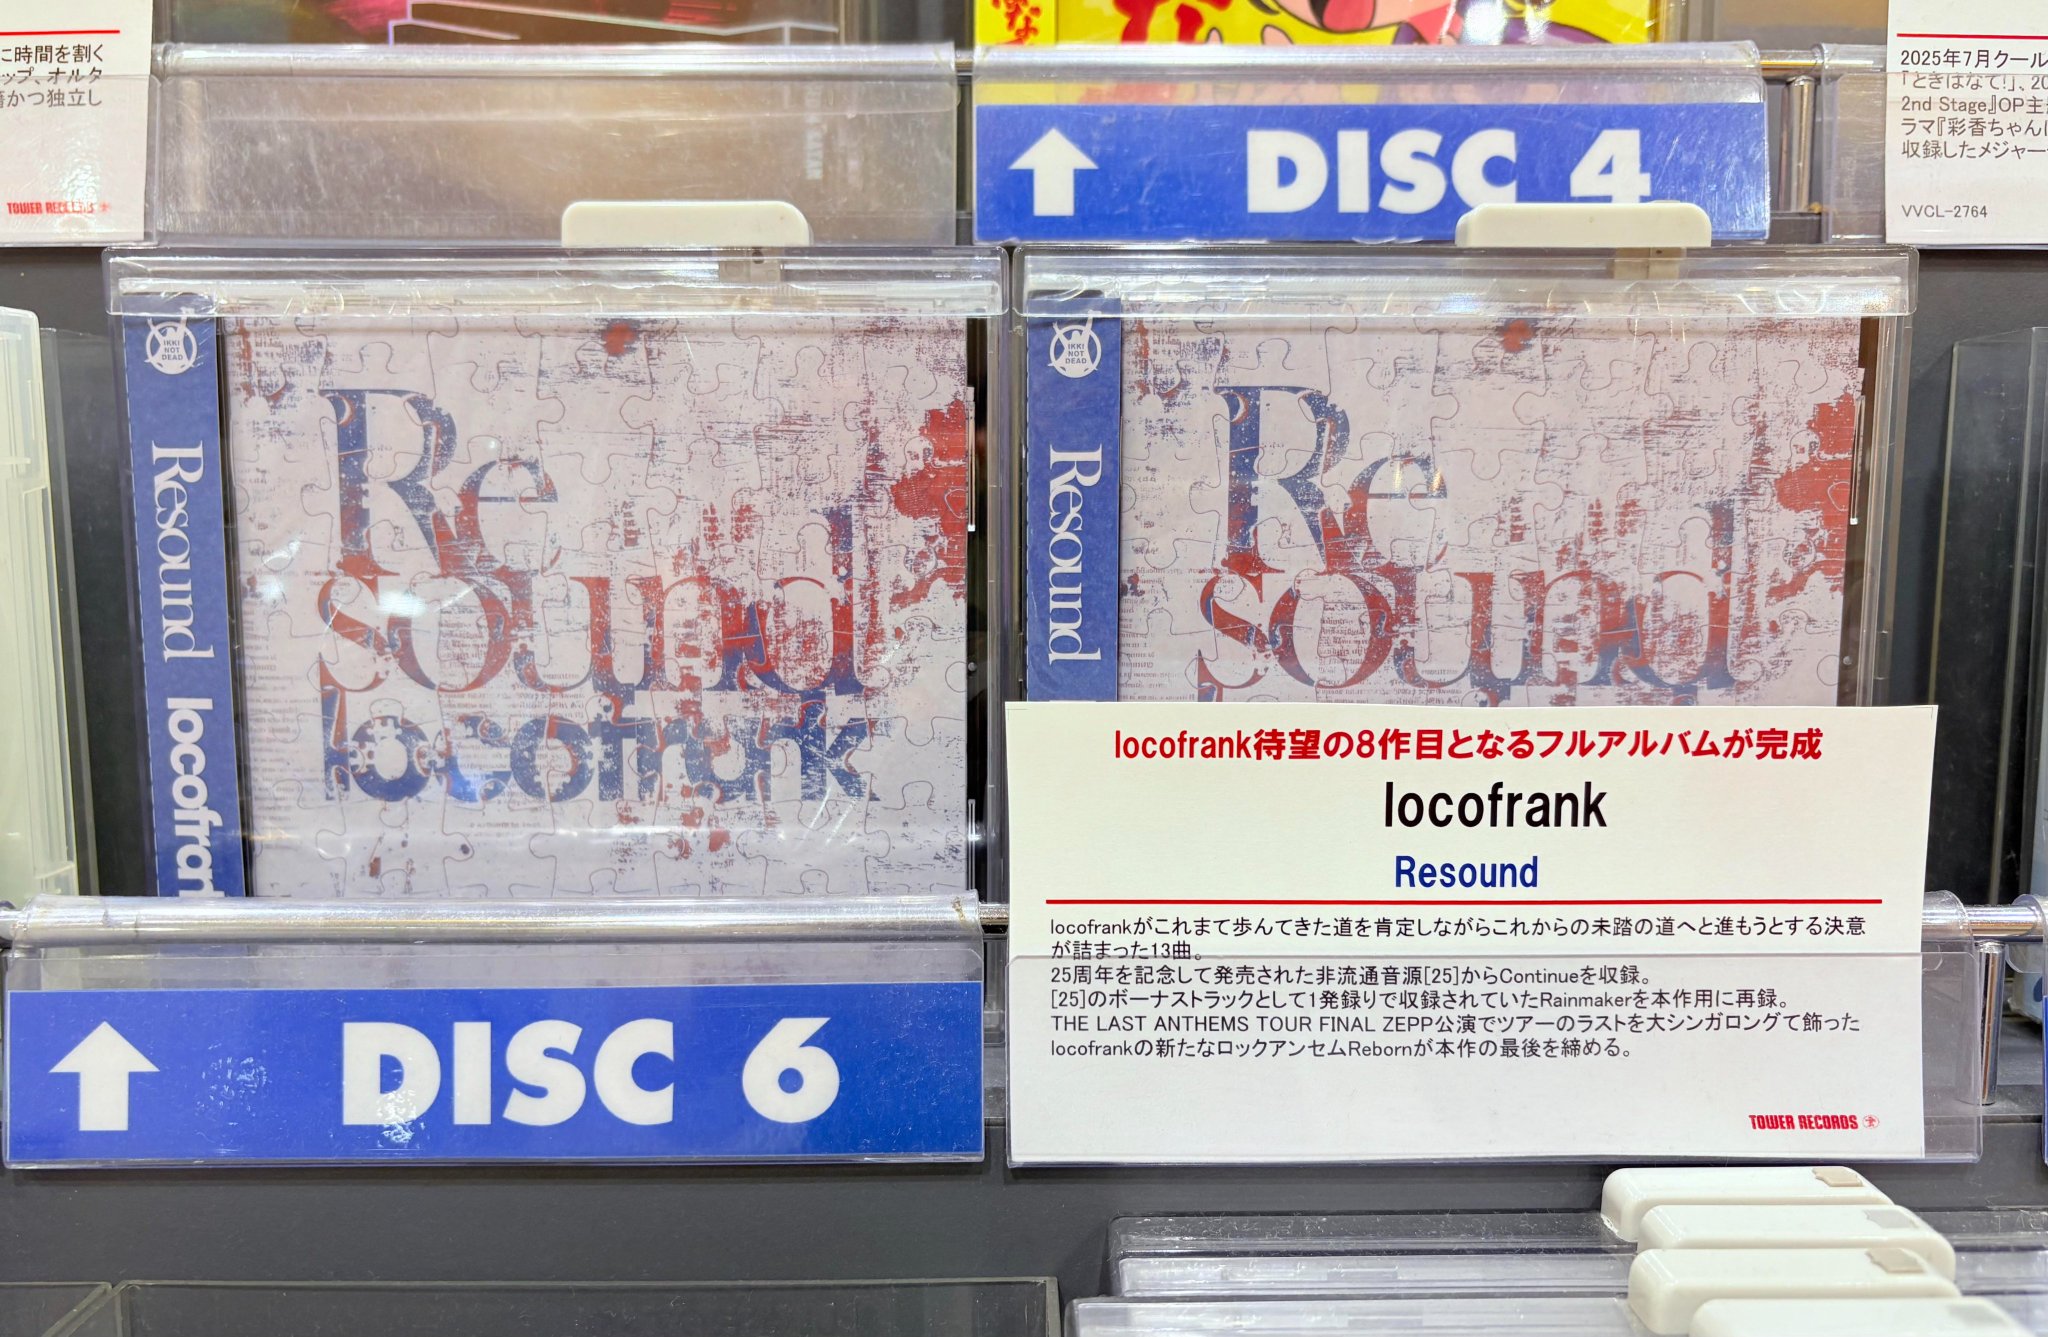 に時間を割く
ップ、オルタ
籍かつ独立し
TOWER RECORDS
DISC 4
2025年7月クール
『ときはなて!』、20
2nd Stage』OP主
ラマ『彩香ちゃんは
収録したメジャー
VVCL-2764
IKKI
NOT
DEAD
Resound
locofran
Re
sound
locofrank
IKKI
NOT
DEAD
Resound
Re
sound
DISC 6
locofrank待望の8作目となるフルアルバムが完成
locofrank
Resound
locofrankがこれまで歩んできた道を肯定しながらこれからの未踏の道へと進もうとする決意
が詰まった13曲。
25周年を記念して発売された非流通音源[25]からContinueを収録。
[25]のボーナストラックとして1発録りで収録されていたRainmakerを本作用に再録。
THE LAST ANTHEMS TOUR FINAL ZEPP公演でツアーのラストを大シンガロングで飾った
locofrankの新たなロックアンセムRebornが本作の最後を締める。
TOWER RECORDS